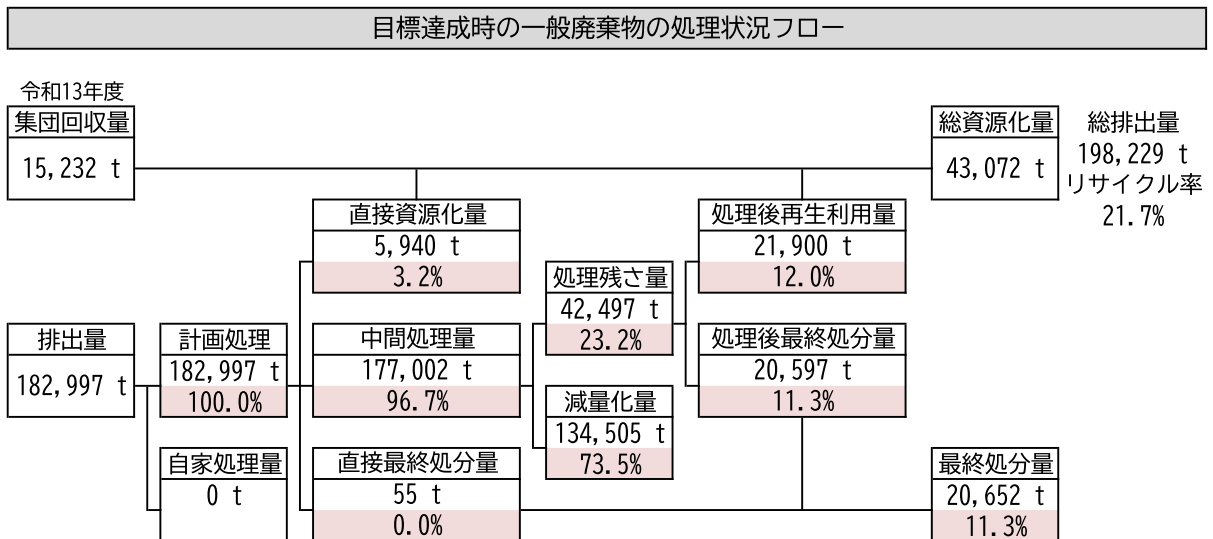 目標達成時の一般廃棄物の処理状況フロー
令和13年度
集団回収量
15,232 t
総資源化量
43,072 t
総排出量
198,229 t
リサイクル率
21.7%
直接資源化量
5,940 t
3.2%
処理後再生利用量
21,900 t
12.0%
処理残さ量
42,497 t
23.2%
排出量
182,997 t
計画処理
182,997 t
100.0%
中間処理量
177,002 t
96.7%
処理後最終処分量
20,597 t
11.3%
減量化量
134,505 t
73.5%
自家処理量
0 t
直接最終処分量
55 t
0.0%
最終処分量
20,652 t
11.3%